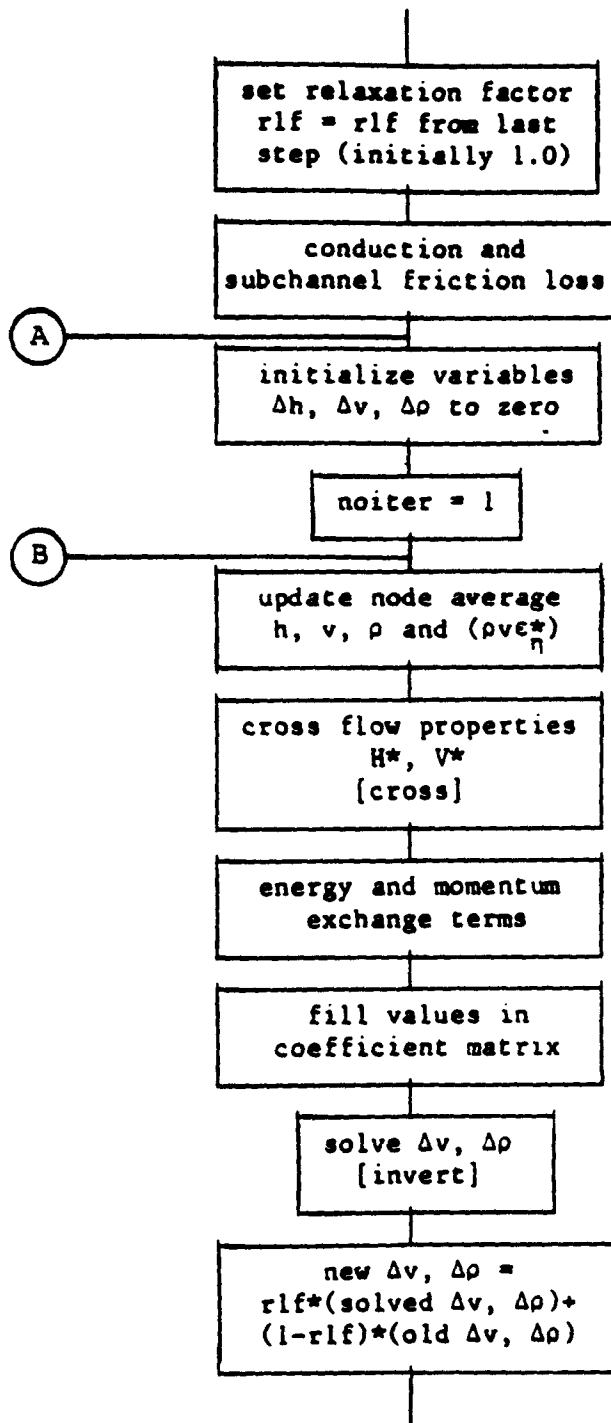 set relaxation factor
rlf = rlf from last
step (initially 1.0)
conduction and
subchannel friction loss
A
initialize variables
Δh, Δv, Δρ to zero
noiter = 1
B
update node average
h, v, ρ and (ρvε*η)
cross flow properties
H*, V*
[cross]
energy and momentum
exchange terms
fill values in
coefficient matrix
solve Δv, Δρ
[invert]
new Δv, Δρ =
rlf*(solved Δv, Δρ)+
(1-rlf)*(old Δv, Δρ)